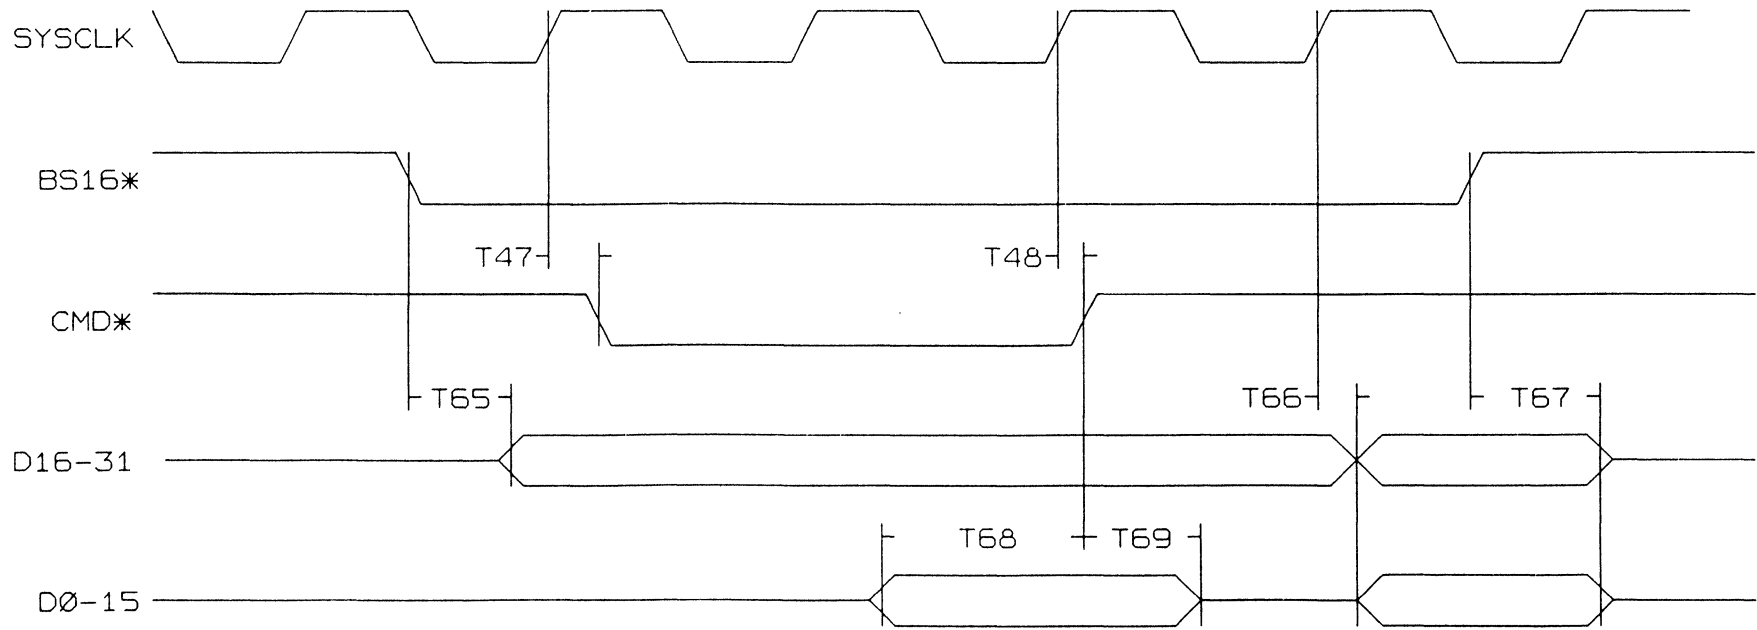 SYSCLK
BS16*
T47
T48
CMD*
T65
T66
T67
D16-31
T68
T69
DØ-15